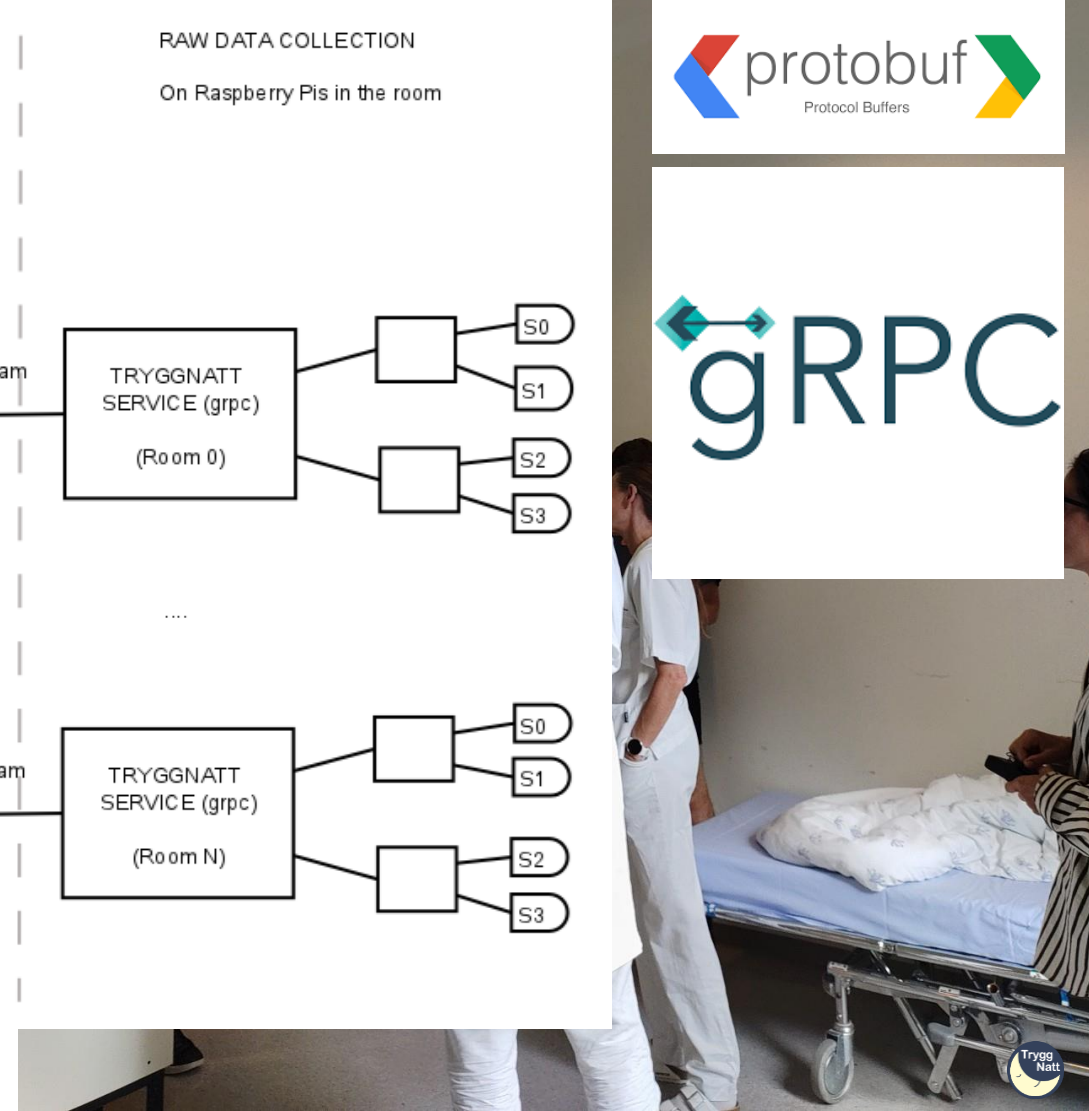 RAW DATA COLLECTION
On Raspberry Pis in the room
am
TRYGGNATT
SERVICE (grpc)
(Room 0)
S0
S1
S2
S3
....
am
TRYGGNATT
SERVICE (grpc)
(Room N)
S0
S1
S2
S3
protobuf
Protocol Buffers
gRPC
Trygg
Natt